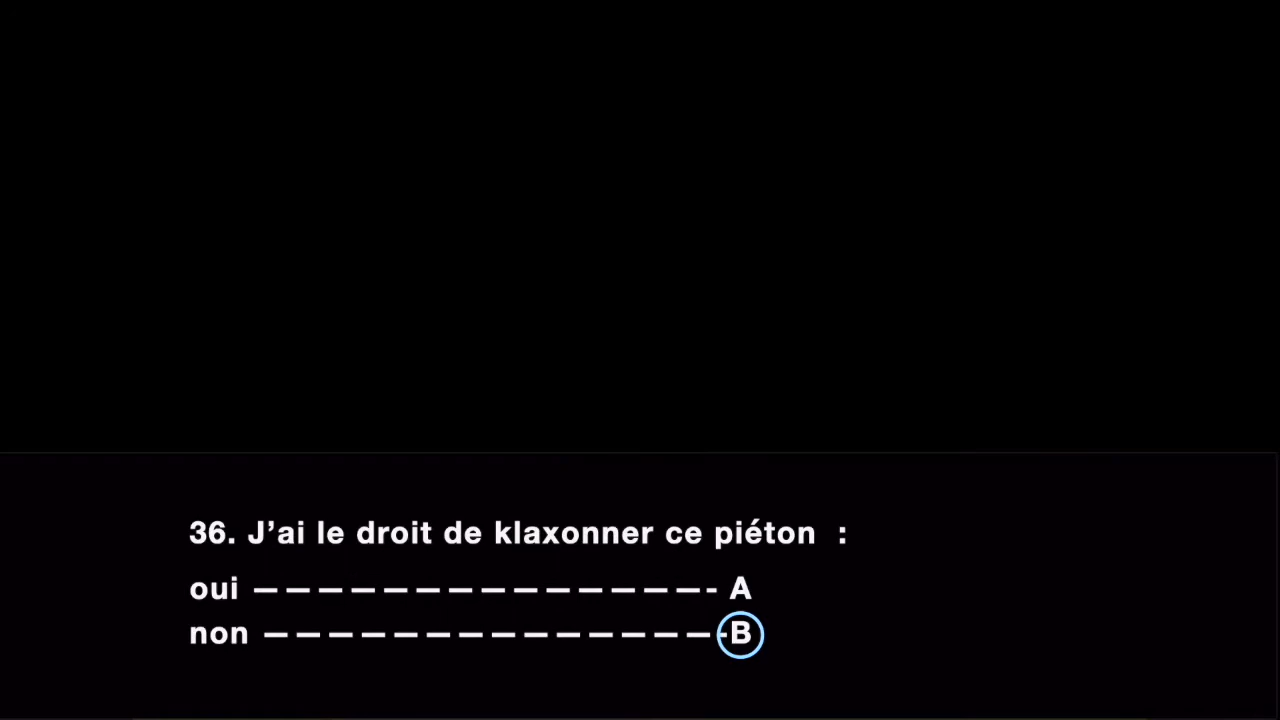 36. J’ai le droit de klaxonner ce piéton :
oui — — — — — — — — — — — — — — - A
non — — — — — — — — — — — — — — - B